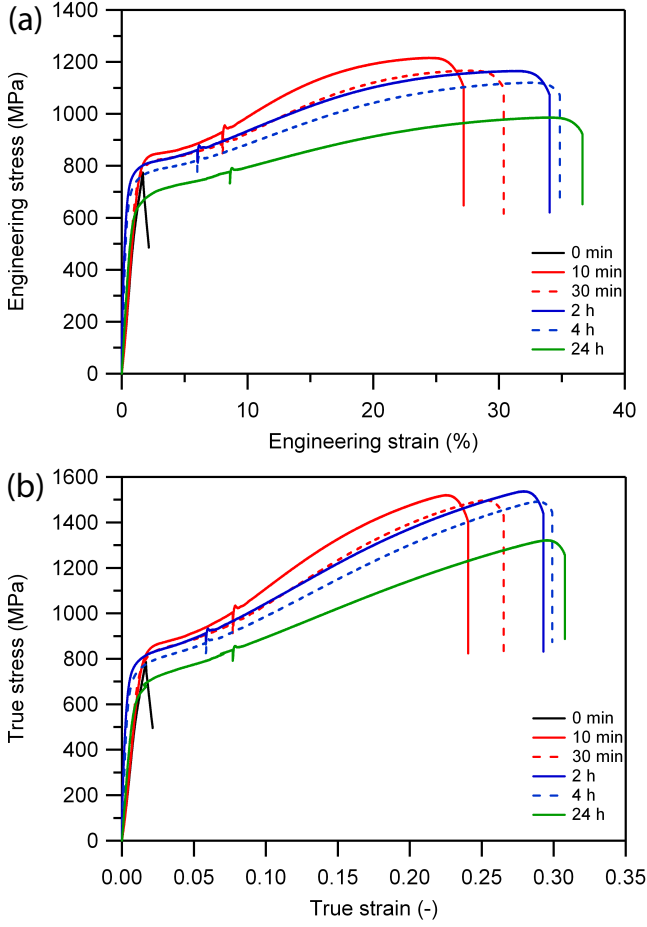 (a)
1400
1200
1000
800
600
400
200
0
Engineering stress (MPa)
0 min
10 min
30 min
2 h
4 h
24 h
0 10 20 30 40
Engineering strain (%)
(b)
1600
1400
1200
1000
800
600
400
200
0
True stress (MPa)
0 min
10 min
30 min
2 h
4 h
24 h
0.00 0.05 0.10 0.15 0.20 0.25 0.30 0.35
True strain (-)